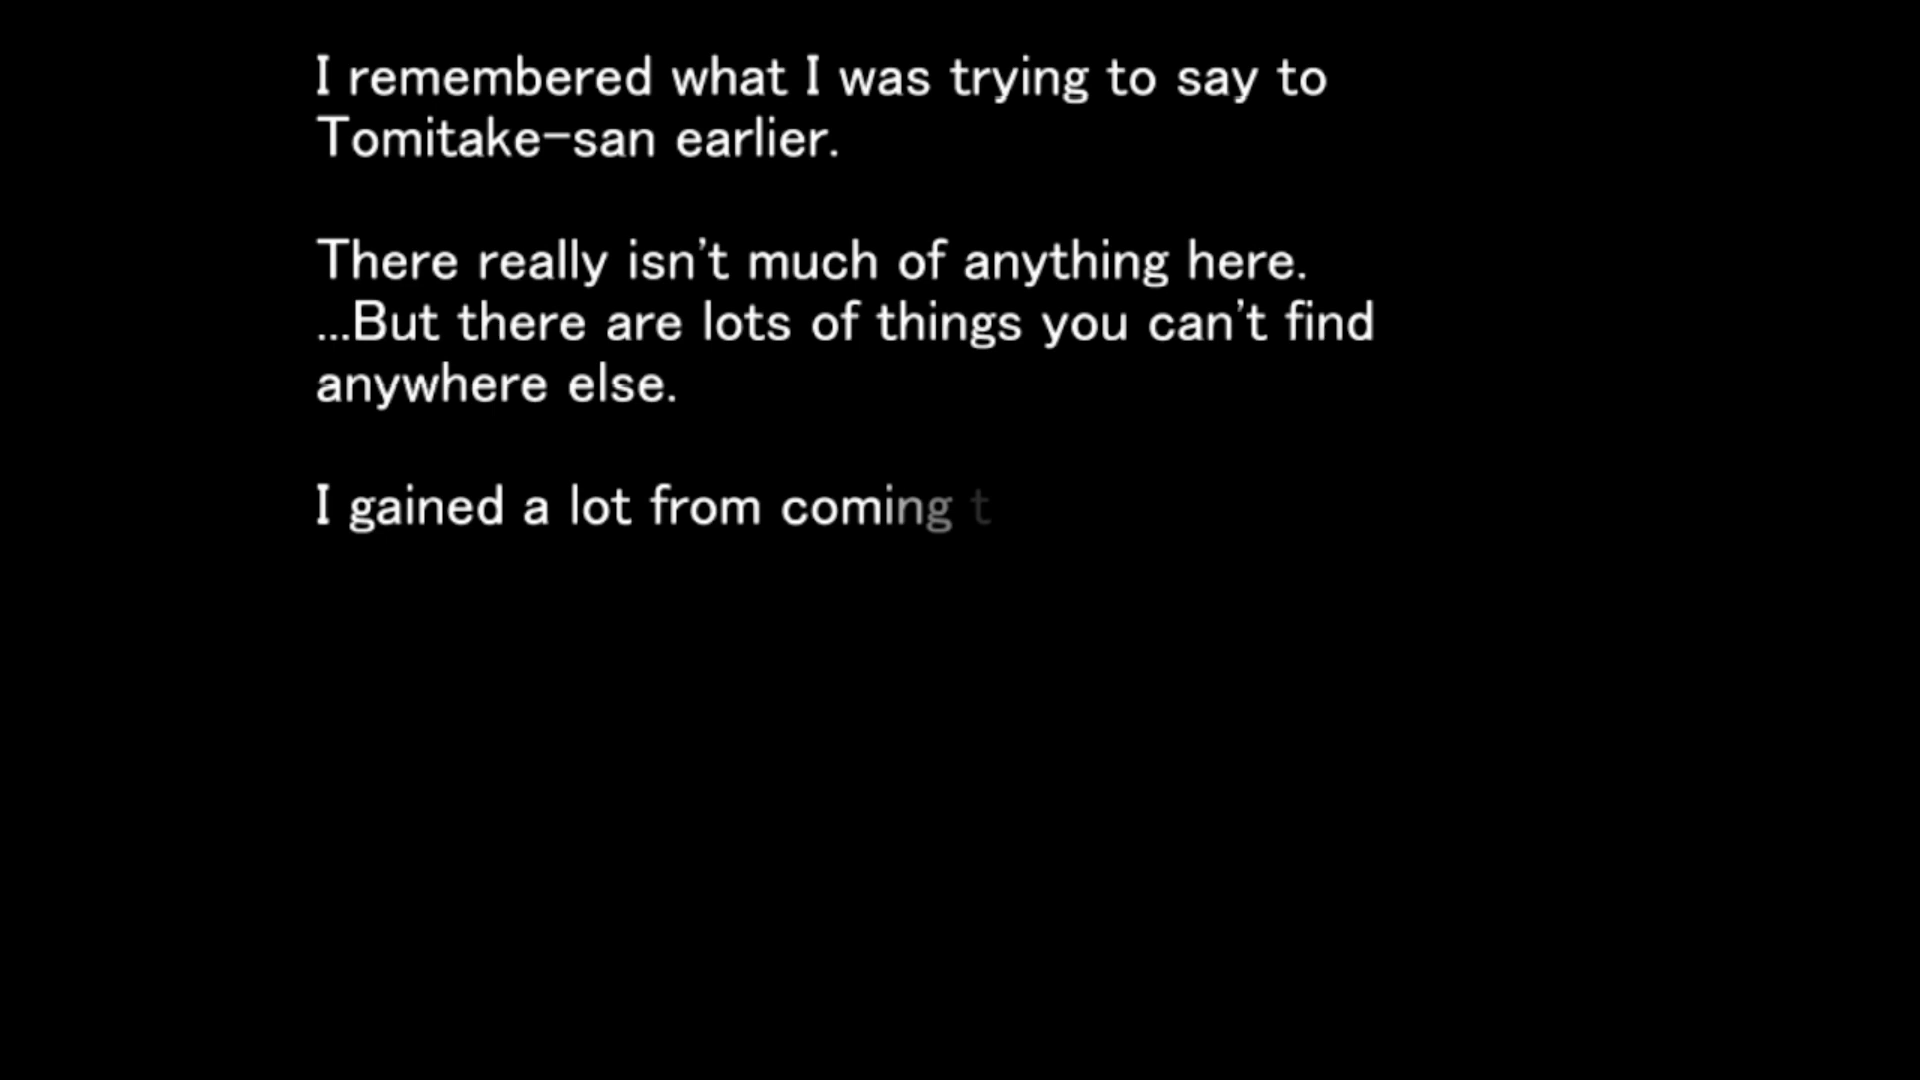 I remembered what I was trying to say to
Tomitake-san earlier.
There really isn't much of anything here.
...But there are lots of things you can't find
anywhere else.
I gained a lot from coming t